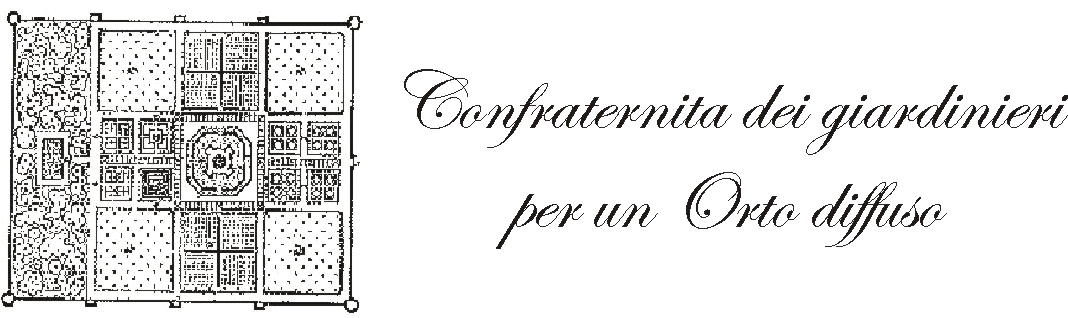 Confraternita dei giardinieri
per un Orto diffuso